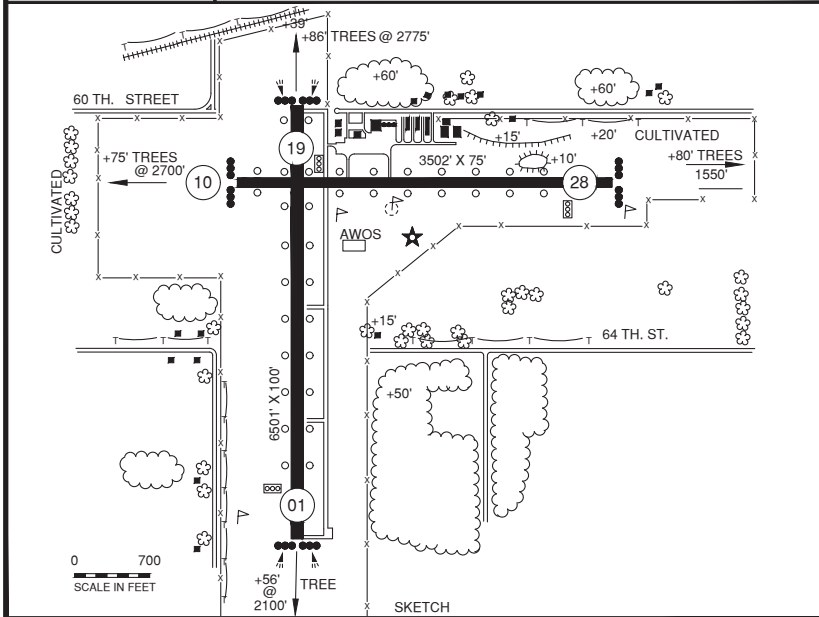 +39'
+86' TREES @ 2775'
+60'
+60'
60 TH. STREET
19
+15'
+20'
CULTIVATED
+75' TREES
@ 2700'
10
3502' X 75'
+10'
28
+80' TREES
1550'
CULTIVATED
AWOS
+15'
64 TH. ST.
6501' X 100'
+50'
01
0 700
SCALE IN FEET
+56'
@
2100'
TREE
SKETCH